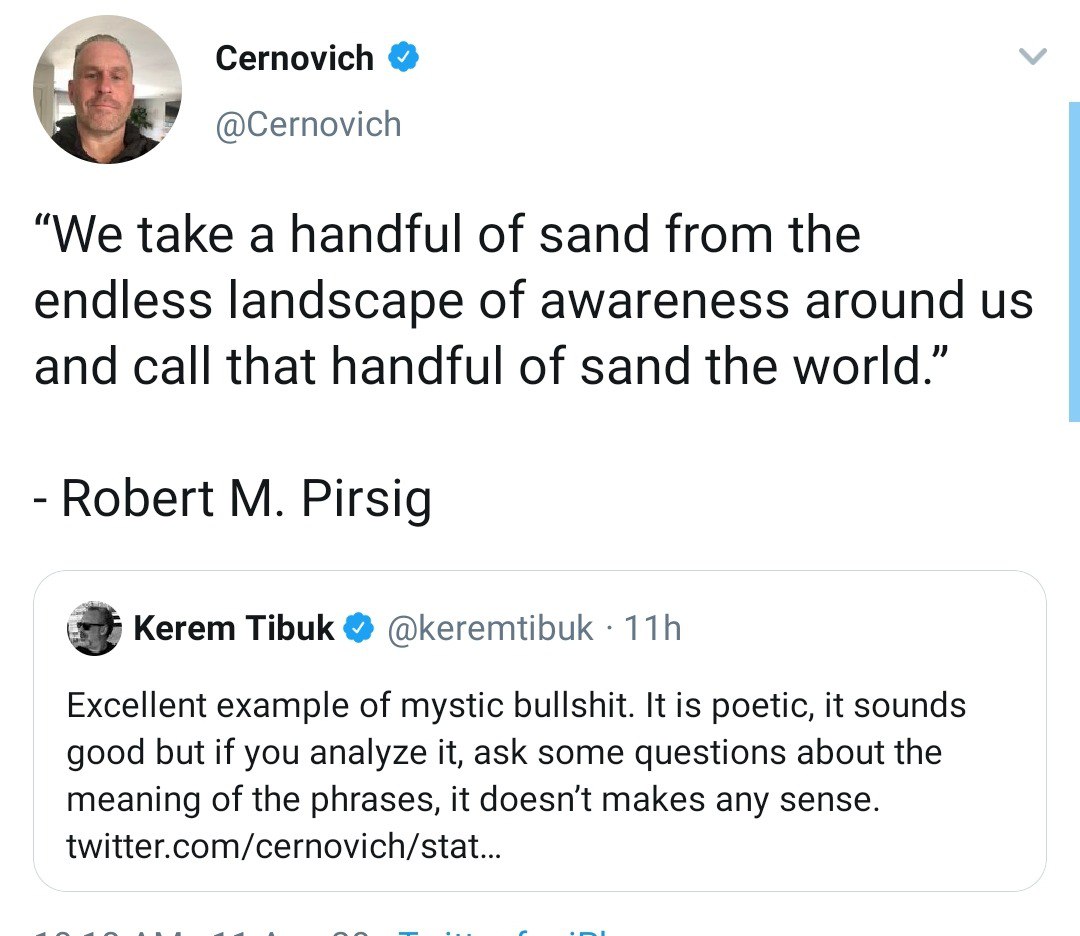 Cernovich
@Cernovich
“We take a handful of sand from the
endless landscape of awareness around us
and call that handful of sand the world.”
- Robert M. Pirsig
Kerem Tibuk @keremtibuk · 11h
Excellent example of mystic bullshit. It is poetic, it sounds
good but if you analyze it, ask some questions about the
meaning of the phrases, it doesn’t makes any sense.
twitter.com/cernovich/stat…